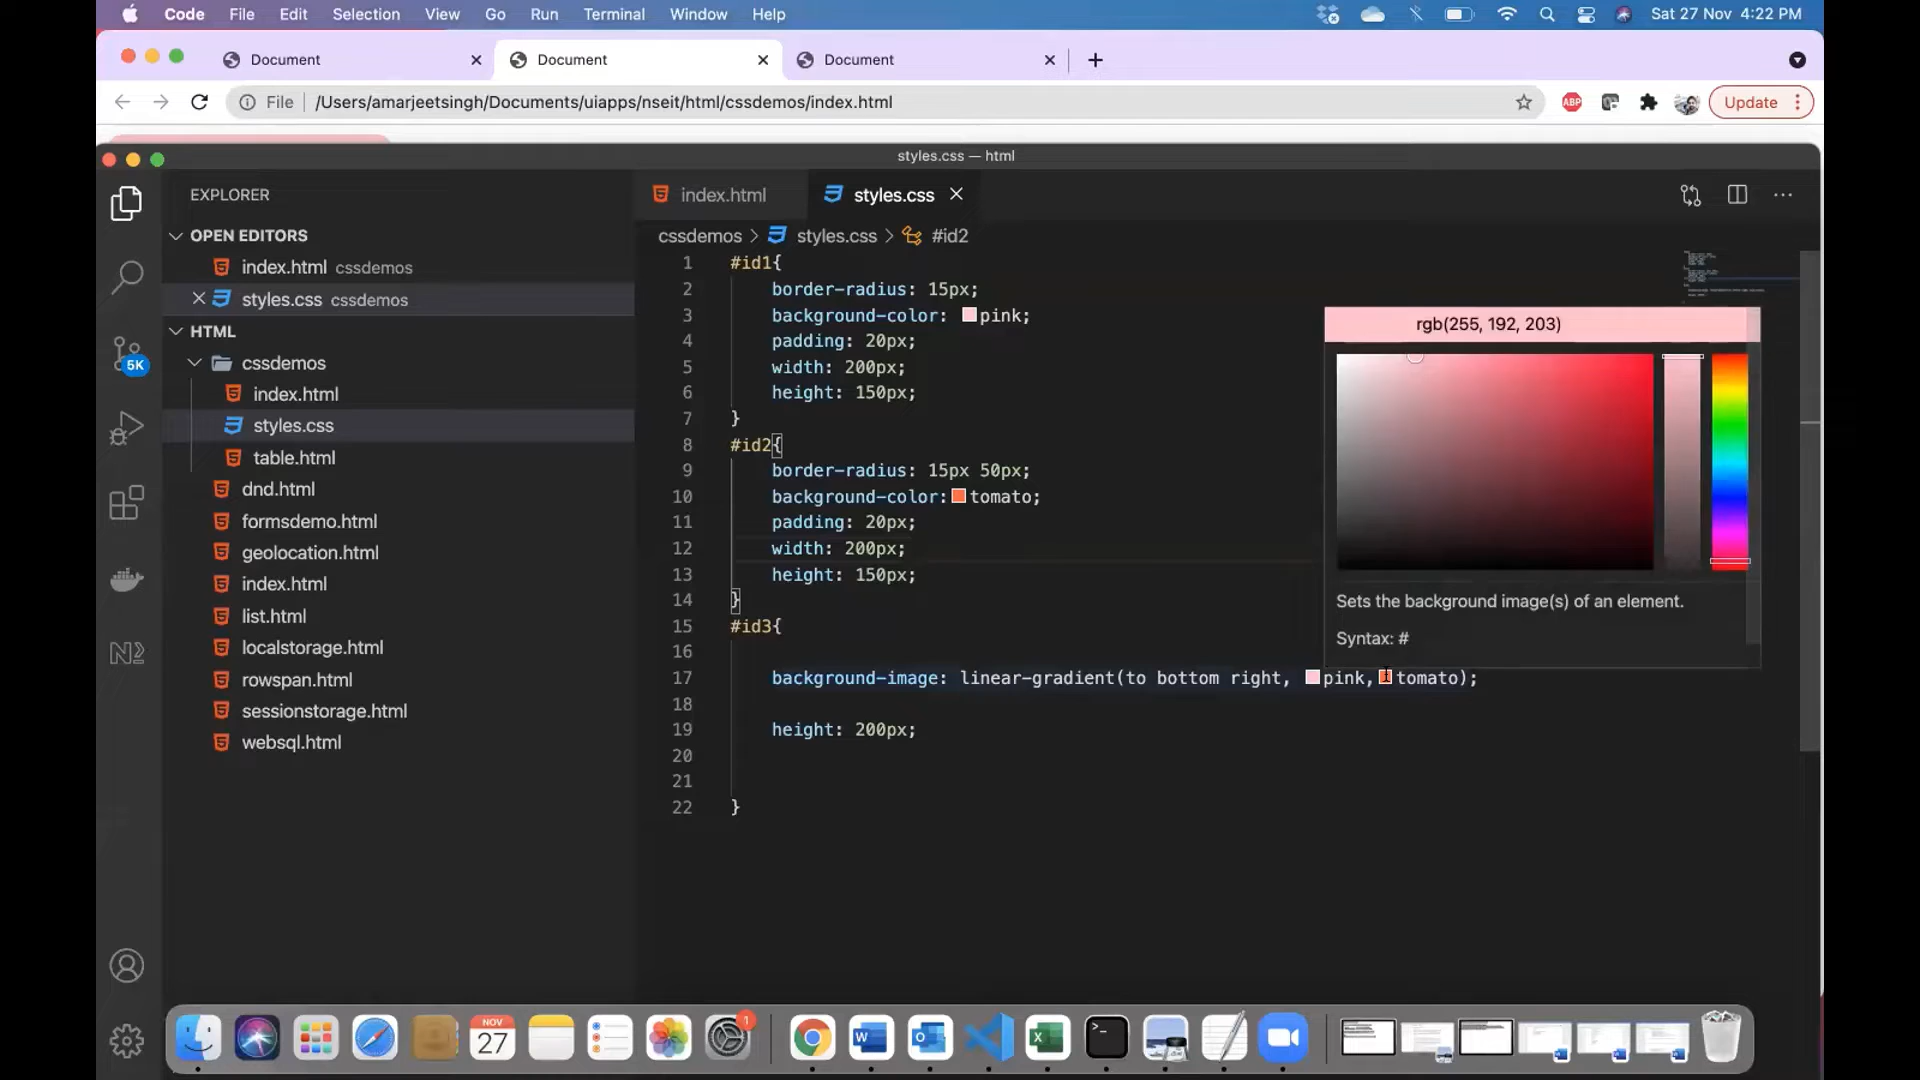 Code File Edit Selection View Go Run Terminal Window Help Sat 27 Nov 4:22 PM
Document Document Document
File /Users/amarjeetsingh/Documents/uiapps/nseit/html/cssdemos/index.html ABP Update
styles.css — html
EXPLORER
index.html styles.css
OPEN EDITORS
cssdemos > styles.css > #id2
index.html cssdemos
styles.css cssdemos
HTML
cssdemos
index.html
styles.css
table.html
dnd.html
formsdemo.html
geolocation.html
index.html
list.html
localstorage.html
rowspan.html
sessionstorage.html
websql.html
5K
1 #id1{
2 border-radius: 15px;
3 background-color: pink;
4 padding: 20px;
5 width: 200px;
6 height: 150px;
7 }
8 #id2{
9 border-radius: 15px 50px;
10 background-color: tomato;
11 padding: 20px;
12 width: 200px;
13 height: 150px;
14 }
15 #id3{
16
17 background-image: linear-gradient(to bottom right, pink, tomato);
18
19 height: 200px;
20
21
22 }
rgb(255, 192, 203)
Sets the background image(s) of an element.
Syntax: #
NOV
27
1